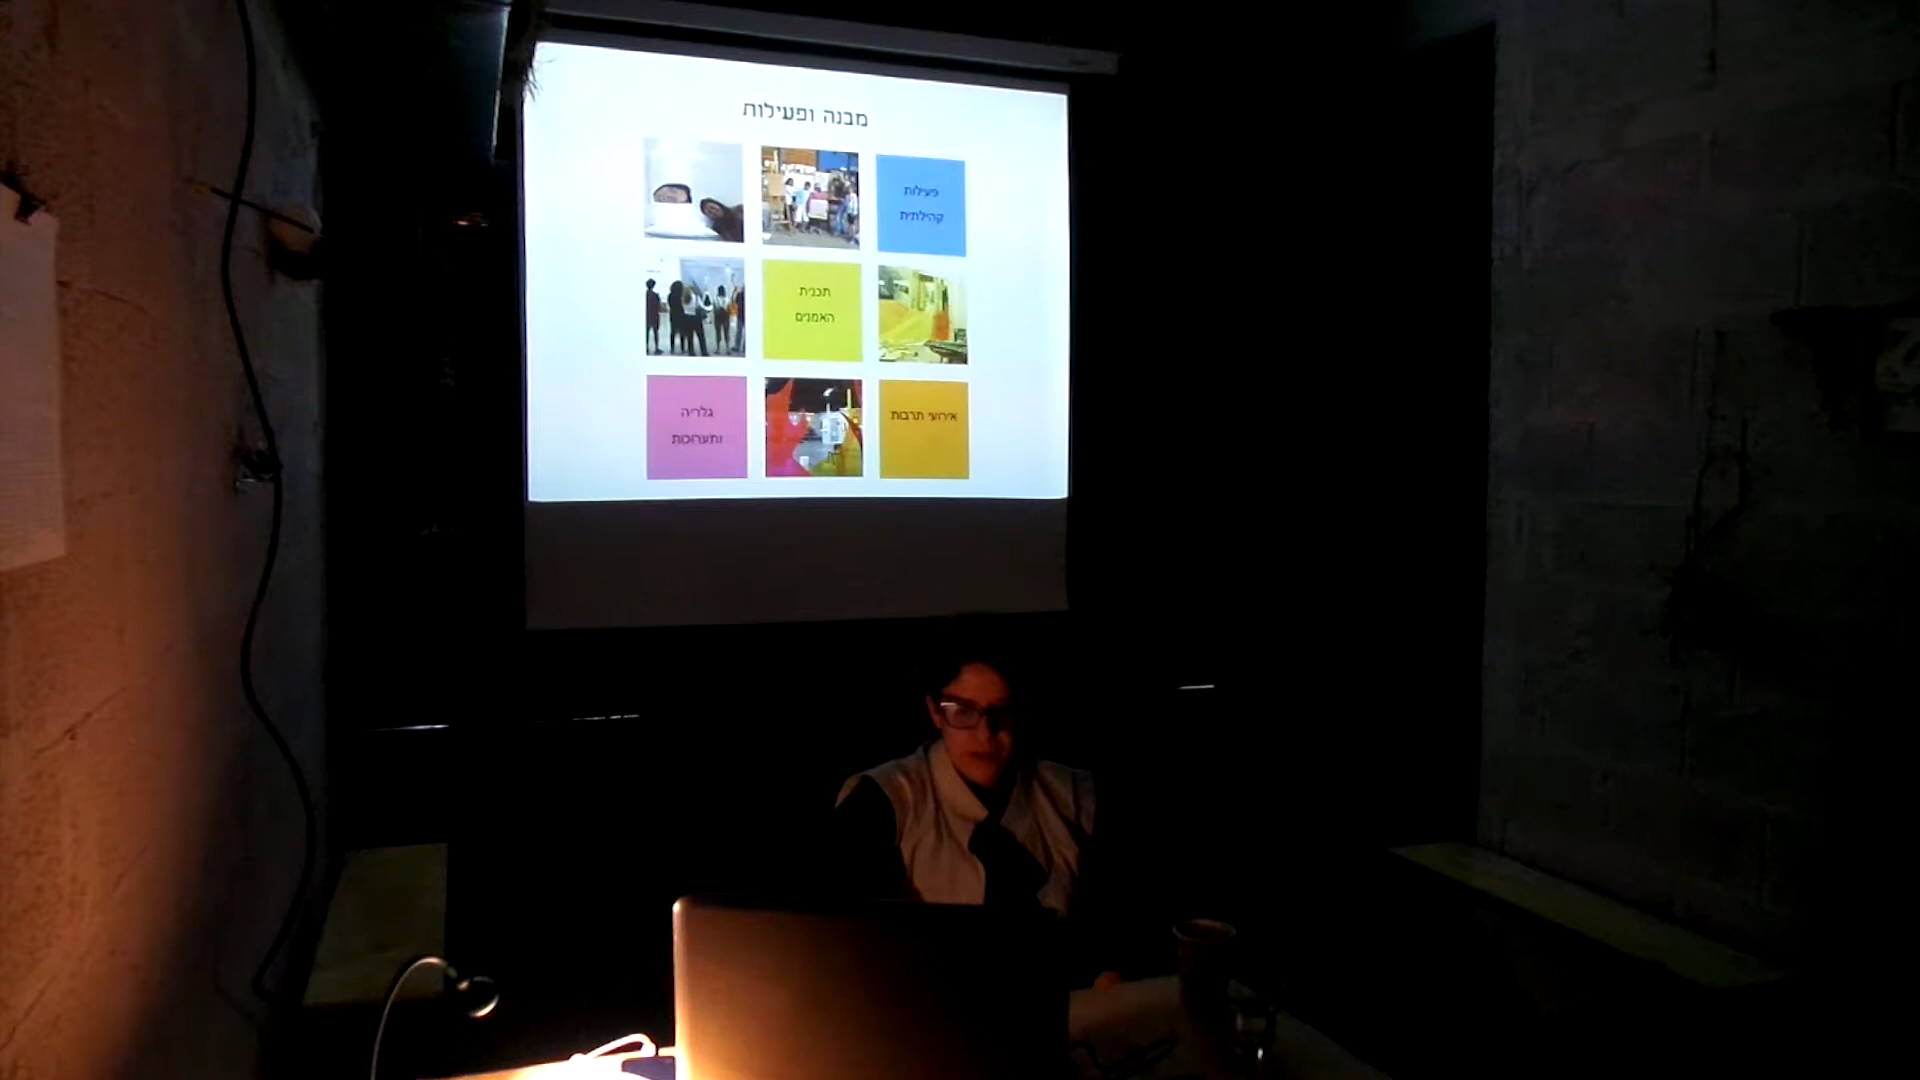 מבנה ופעילות
פעילות
קהילתית
תכנית
האמנים
אירועי תרבות
גלריה
ותערוכות